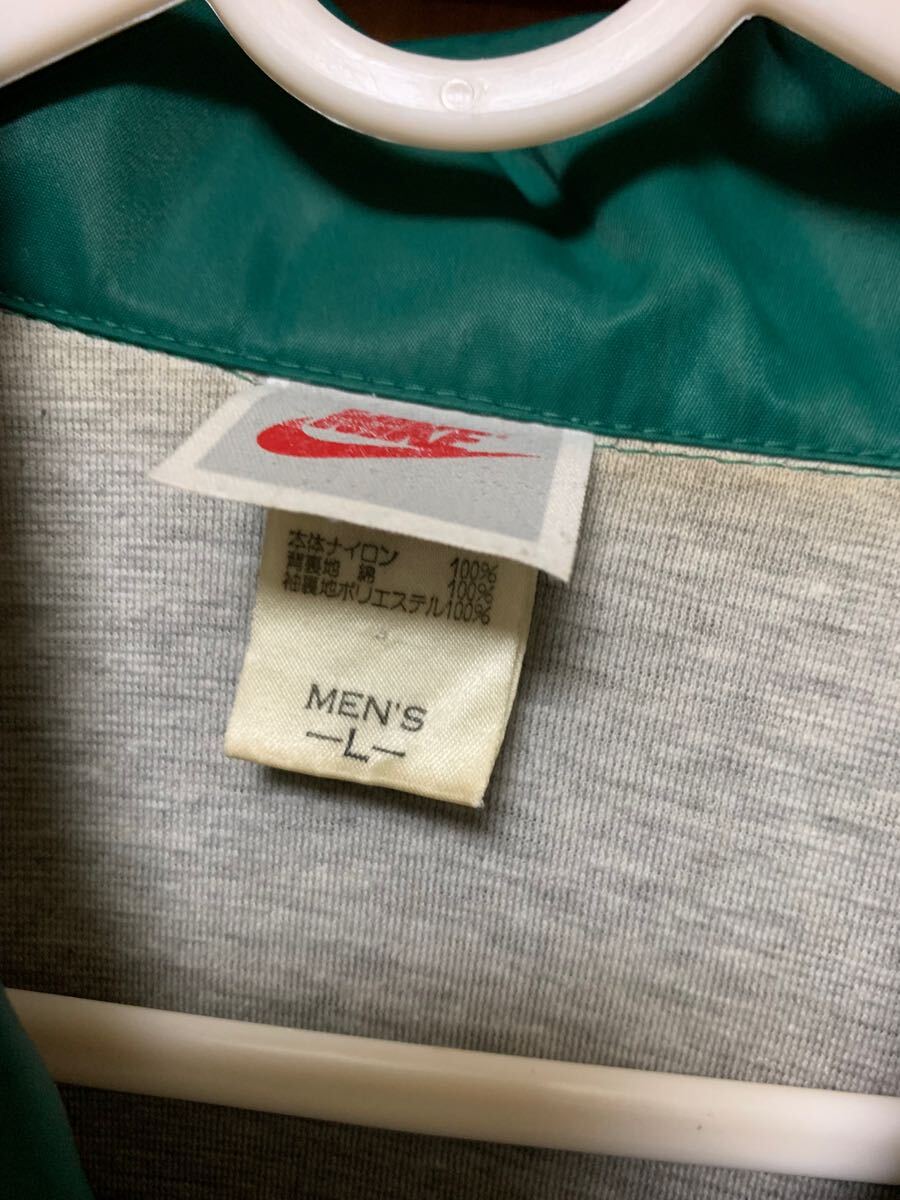 NIKE
本体ナイロン 100%
背裏地 綿 100%
袖裏地ポリエステル100%
MEN'S
—L—